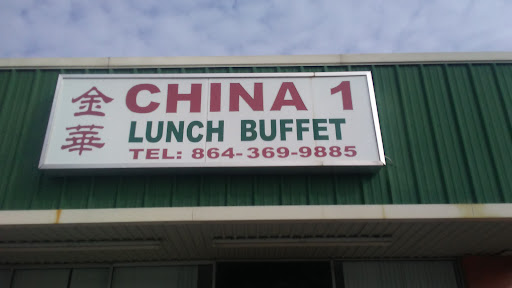 金華
CHINA 1
LUNCH BUFFET
TEL: 864-369-9885